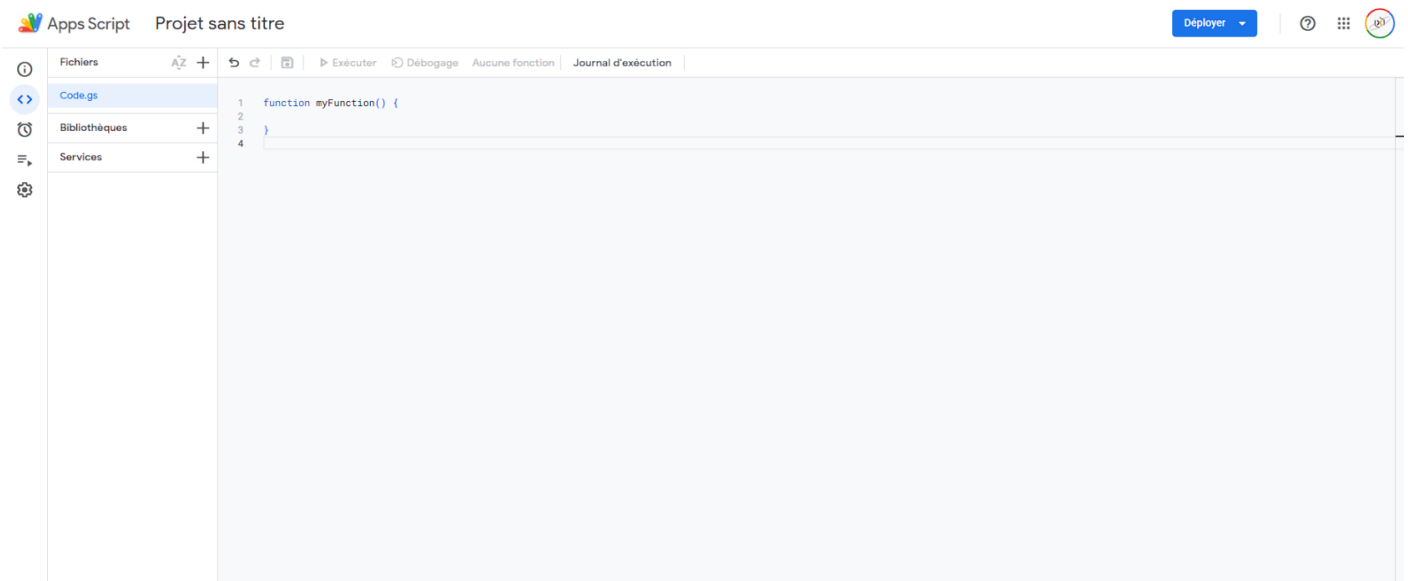 Apps Script Projet sans titre Déployer
Fichiers AZ Exécuter Débogage Aucune fonction Journal d'exécution
Code.gs
1 function myFunction() {
2
Bibliothèques
3 }
4
Services